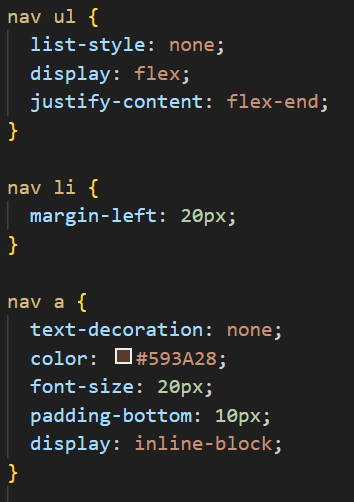 nav ul {
  list-style: none;
  display: flex;
  justify-content: flex-end;
}

nav li {
  margin-left: 20px;
}

nav a {
  text-decoration: none;
  color: #593A28;
  font-size: 20px;
  padding-bottom: 10px;
  display: inline-block;
}